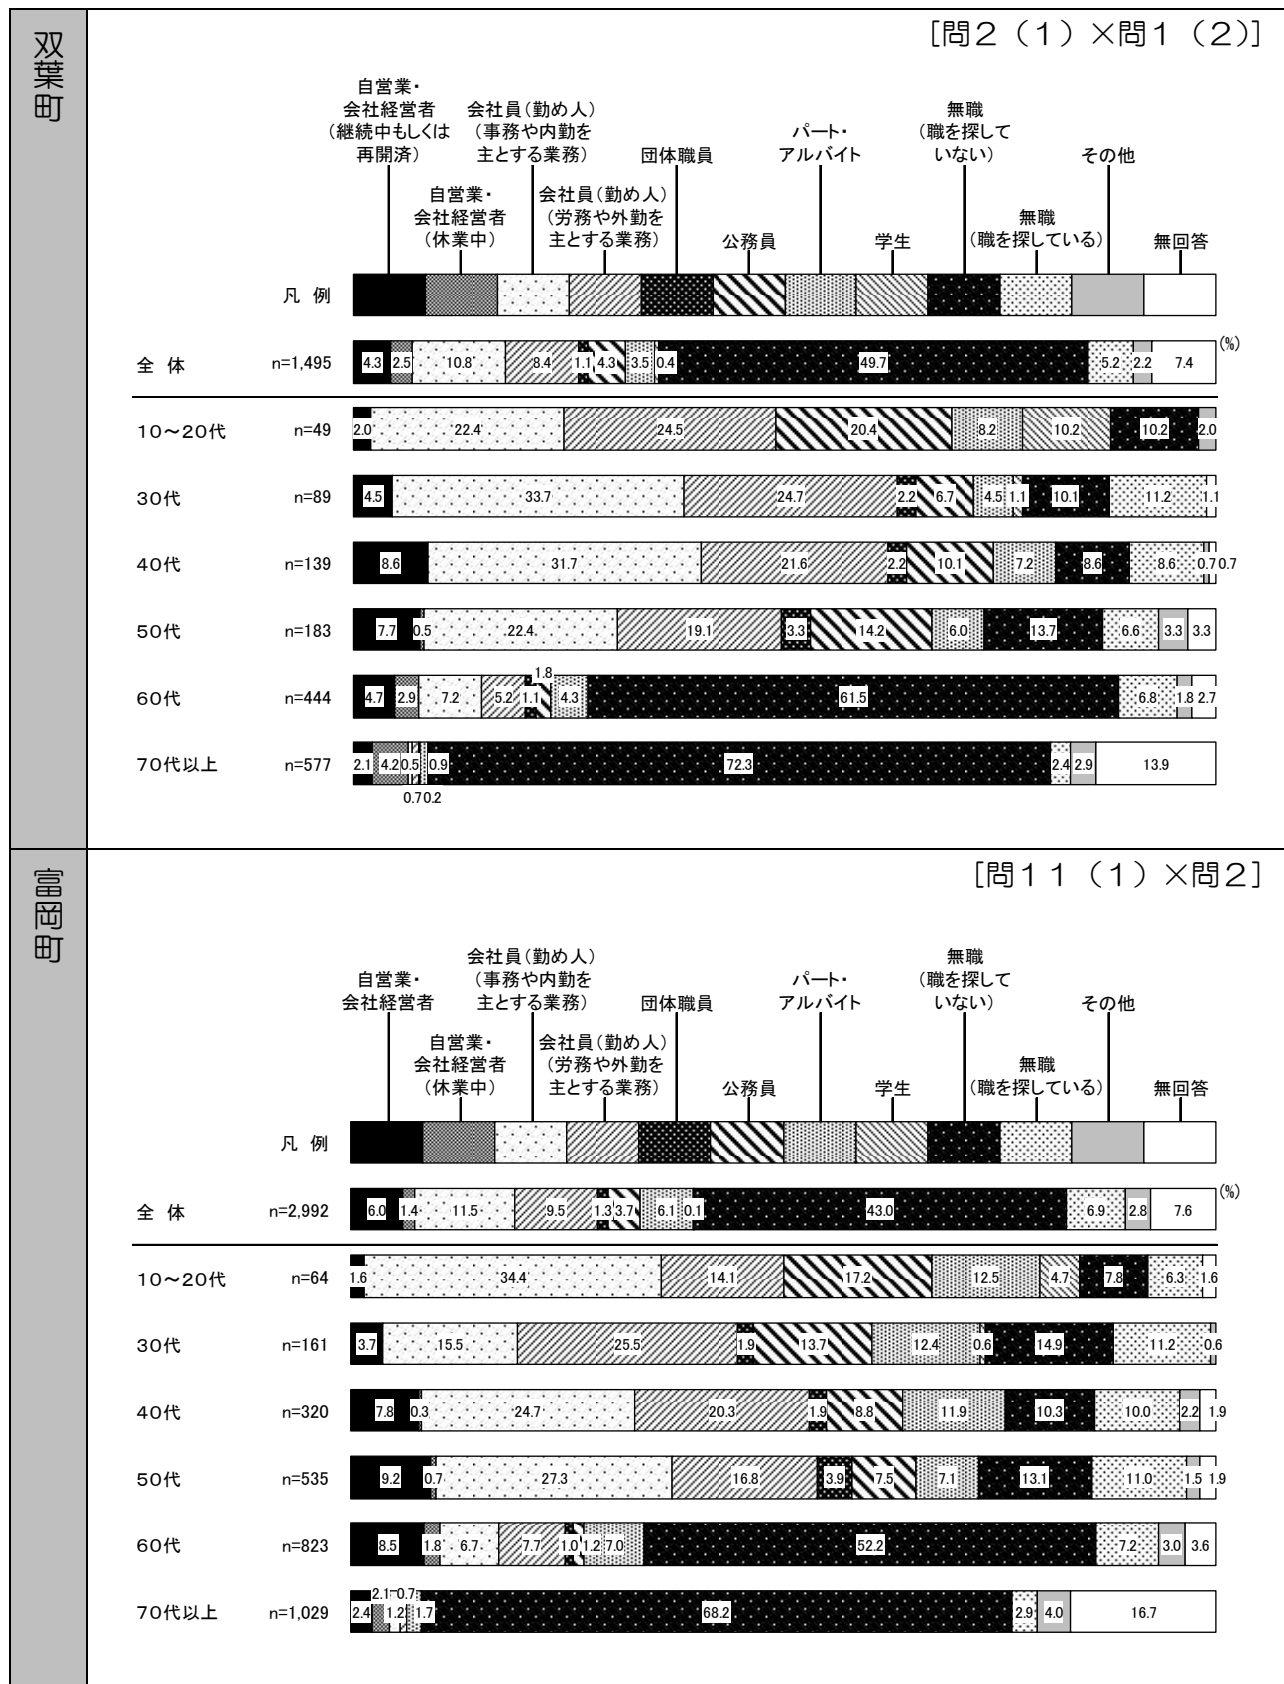 双葉町
[問２（１）×問１（２）]
自営業・
会社経営者
（継続中もしくは
再開済）
会社員（勤め人）
（事務や内勤を
主とする業務）
団体職員
パート・
アルバイト
無職
（職を探して
いない）
その他
自営業・
会社経営者
（休業中）
会社員（勤め人）
（労務や外勤を
主とする業務）
公務員
学生
無職
（職を探している）
無回答
凡 例
(%)
全 体 n=1,495 4.3 2.5 10.8 8.4 1.1 4.3 3.5 0.4 49.7 5.2 2.2 7.4
10～20代 n=49 2.0 22.4 24.5 20.4 8.2 10.2 10.2 2.0
30代 n=89 4.5 33.7 24.7 2.2 6.7 4.5 1.1 10.1 11.2 1.1
40代 n=139 8.6 31.7 21.6 2.2 10.1 7.2 8.6 8.6 0.7 0.7
50代 n=183 7.7 0.5 22.4 19.1 3.3 14.2 6.0 13.7 6.6 3.3 3.3
1.8
60代 n=444 4.7 2.9 7.2 5.2 1.1 4.3 61.5 6.8 1.8 2.7
70代以上 n=577 2.1 4.2 0.5 0.9 72.3 2.4 2.9 13.9
0.7 0.2
富岡町
[問１１（１）×問２]
自営業・
会社経営者
会社員（勤め人）
（事務や内勤を
主とする業務）
団体職員
パート・
アルバイト
無職
（職を探して
いない）
その他
自営業・
会社経営者
（休業中）
会社員（勤め人）
（労務や外勤を
主とする業務）
公務員
学生
無職
（職を探している）
無回答
凡 例
(%)
全 体 n=2,992 6.0 1.4 11.5 9.5 1.3 3.7 6.1 0.1 43.0 6.9 2.8 7.6
10～20代 n=64 1.6 34.4 14.1 17.2 12.5 4.7 7.8 6.3 1.6
30代 n=161 3.7 15.5 25.5 1.9 13.7 12.4 0.6 14.9 11.2 0.6
40代 n=320 7.8 0.3 24.7 20.3 1.9 8.8 11.9 10.3 10.0 2.2 1.9
50代 n=535 9.2 0.7 27.3 16.8 3.9 7.5 7.1 13.1 11.0 1.5 1.9
60代 n=823 8.5 1.8 6.7 7.7 1.0 1.2 7.0 52.2 7.2 3.0 3.6
2.1 0.7
70代以上 n=1,029 2.4 1.2 1.7 68.2 2.9 4.0 16.7